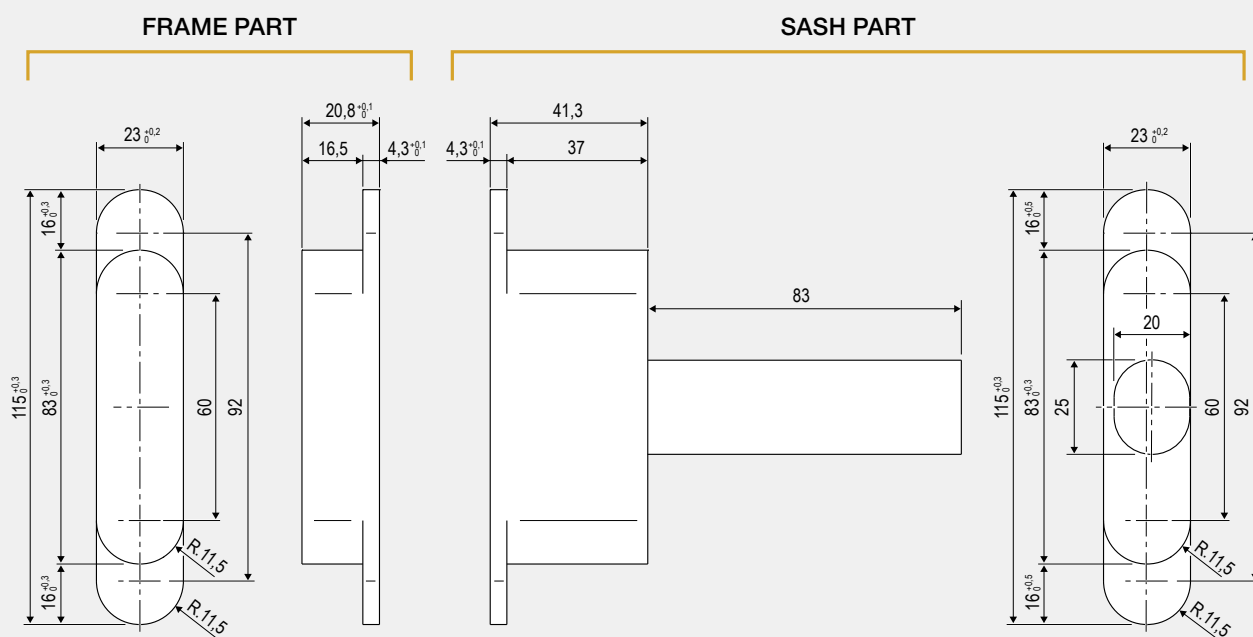 FRAME PART
SASH PART
23 +0,2 0
20,8 +0,1 0
16,5
4,3 +0,1 0
41,3
4,3 +0,1 0
37
23 +0,2 0
16 +0,3 0
115 +0,3 0
83 +0,3 0
60
92
16 +0,3 0
R.11,5
R.11,5
83
16 +0,5 0
20
115 +0,3 0
83 +0,3 0
25
60
92
16 +0,5 0
R.11,5
R.11,5